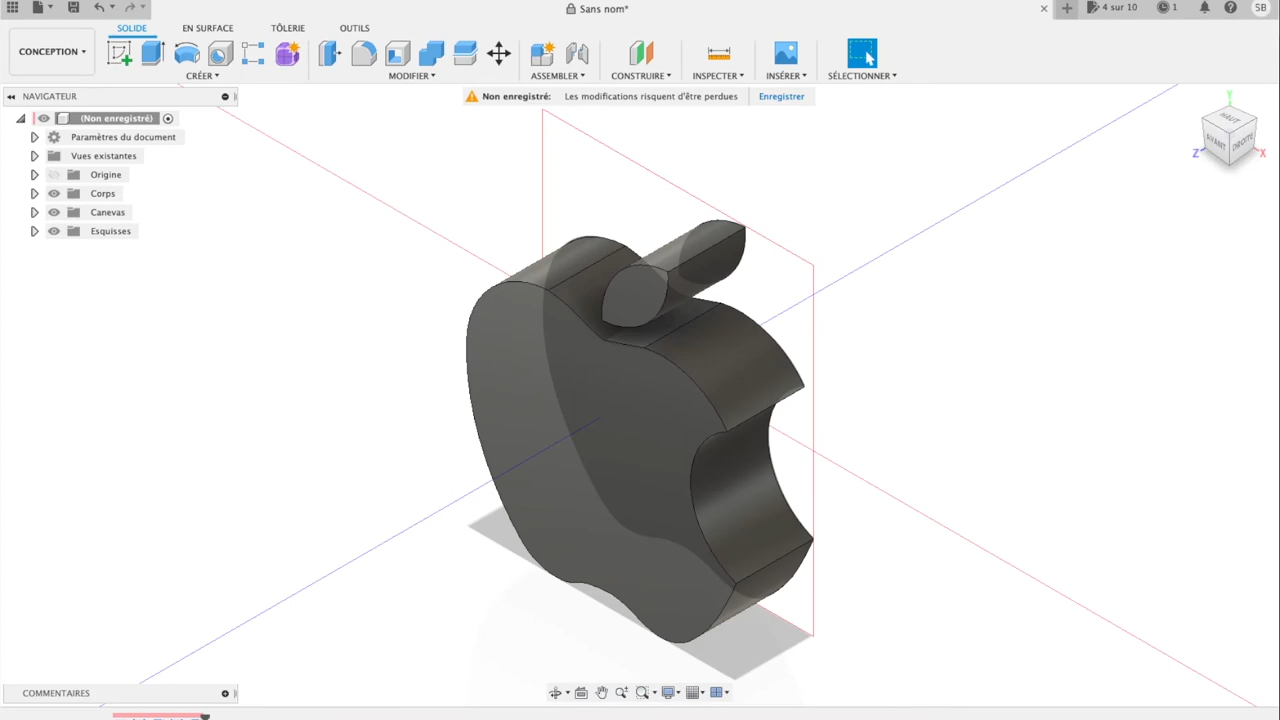 Sans nom*
4 sur 10
1
SB
SOLIDE
EN SURFACE
TÔLERIE
OUTILS
CONCEPTION
CRÉER
MODIFIER
ASSEMBLER
CONSTRUIRE
INSPECTER
INSÉRER
SÉLECTIONNER
NAVIGATEUR
Non enregistré: Les modifications risquent d'être perdues Enregistrer
(Non enregistré)
Paramètres du document
Vues existantes
Origine
Corps
Canevas
Esquisses
Y
HAUT
AVANT
DROITE
Z
X
COMMENTAIRES